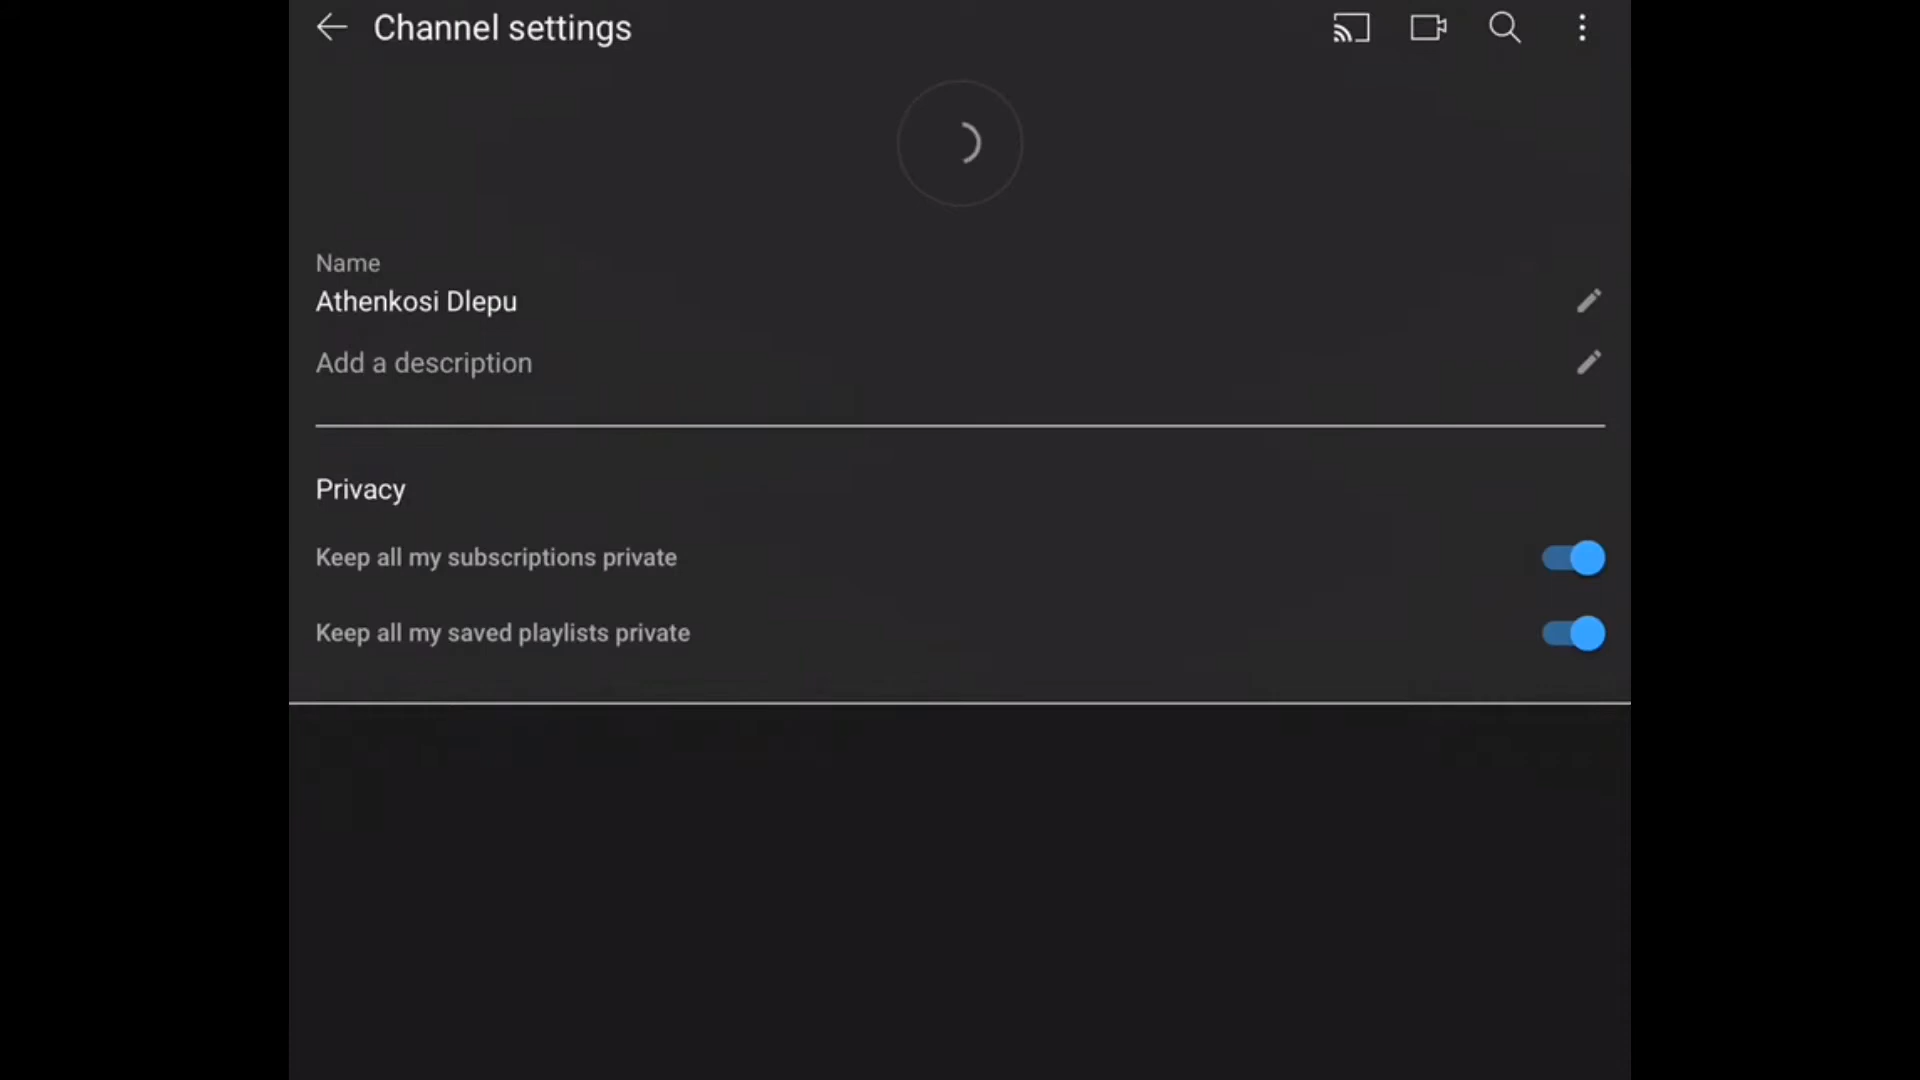 Channel settings
Name
Athenkosi Dlepu
Add a description
Privacy
Keep all my subscriptions private
Keep all my saved playlists private